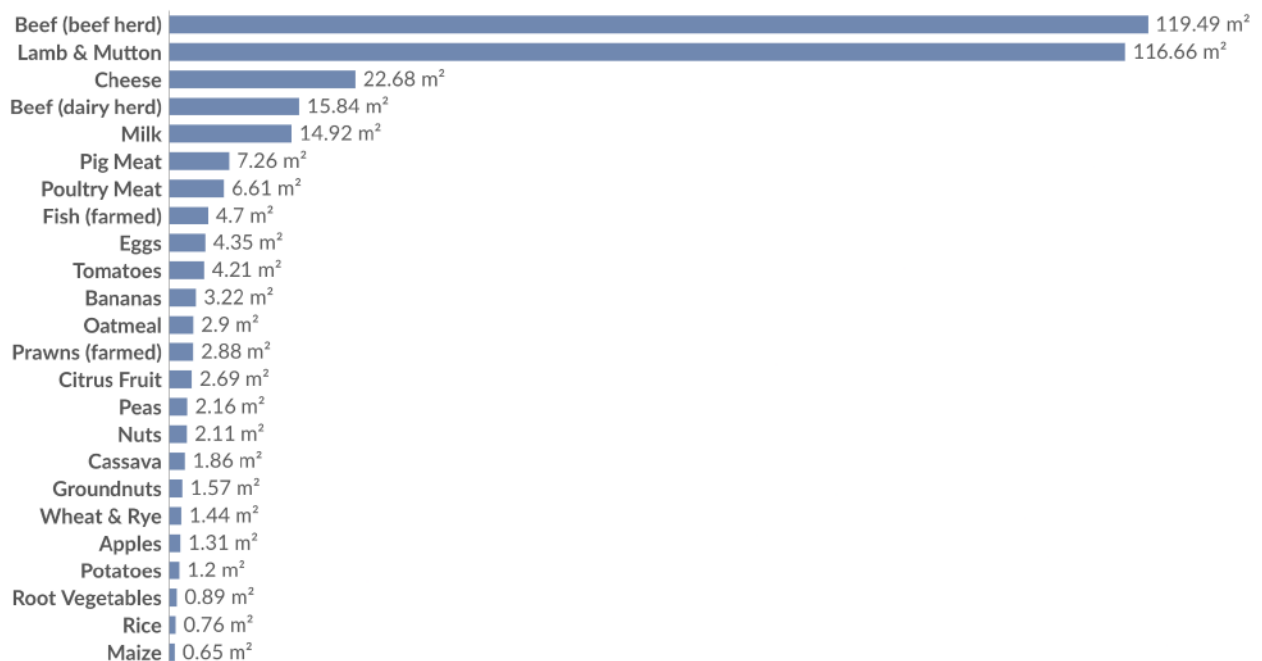 Beef (beef herd) 119.49 m²
Lamb & Mutton 116.66 m²
Cheese 22.68 m²
Beef (dairy herd) 15.84 m²
Milk 14.92 m²
Pig Meat 7.26 m²
Poultry Meat 6.61 m²
Fish (farmed) 4.7 m²
Eggs 4.35 m²
Tomatoes 4.21 m²
Bananas 3.22 m²
Oatmeal 2.9 m²
Prawns (farmed) 2.88 m²
Citrus Fruit 2.69 m²
Peas 2.16 m²
Nuts 2.11 m²
Cassava 1.86 m²
Groundnuts 1.57 m²
Wheat & Rye 1.44 m²
Apples 1.31 m²
Potatoes 1.2 m²
Root Vegetables 0.89 m²
Rice 0.76 m²
Maize 0.65 m²